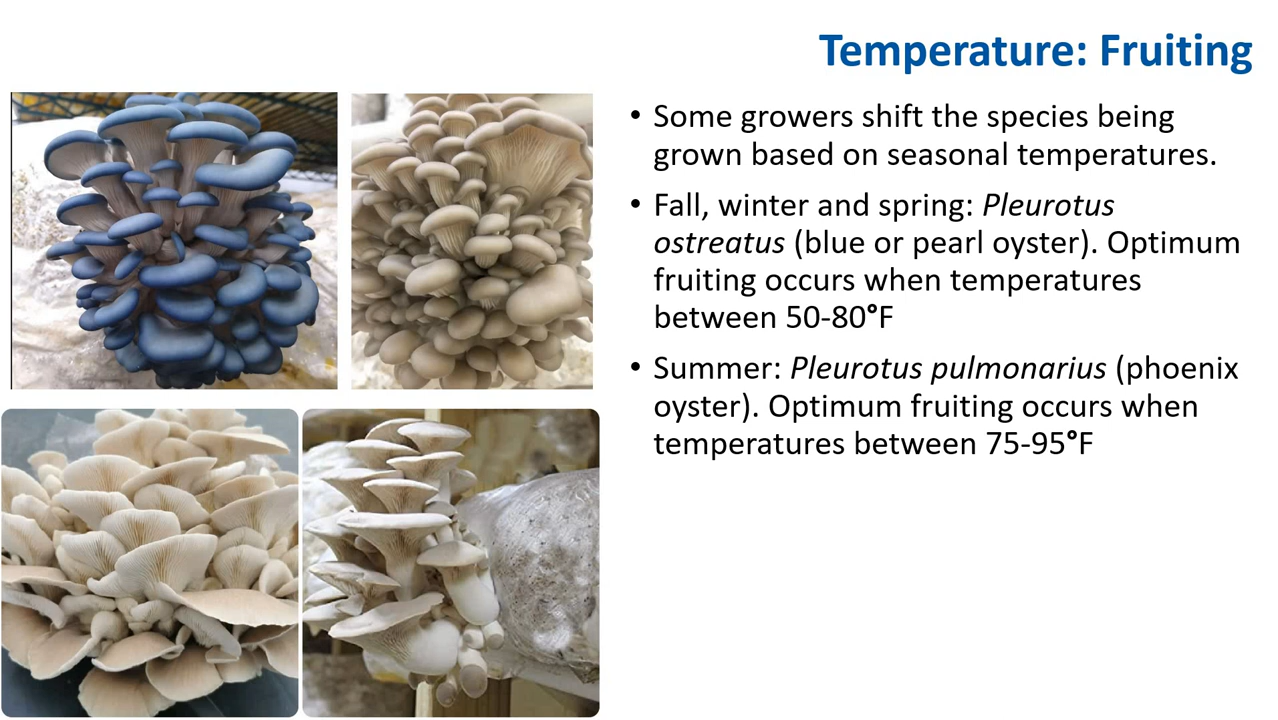 Temperature: Fruiting
• Some growers shift the species being
grown based on seasonal temperatures.
• Fall, winter and spring: Pleurotus
ostreatus (blue or pearl oyster). Optimum
fruiting occurs when temperatures
between 50-80°F
• Summer: Pleurotus pulmonarius (phoenix
oyster). Optimum fruiting occurs when
temperatures between 75-95°F